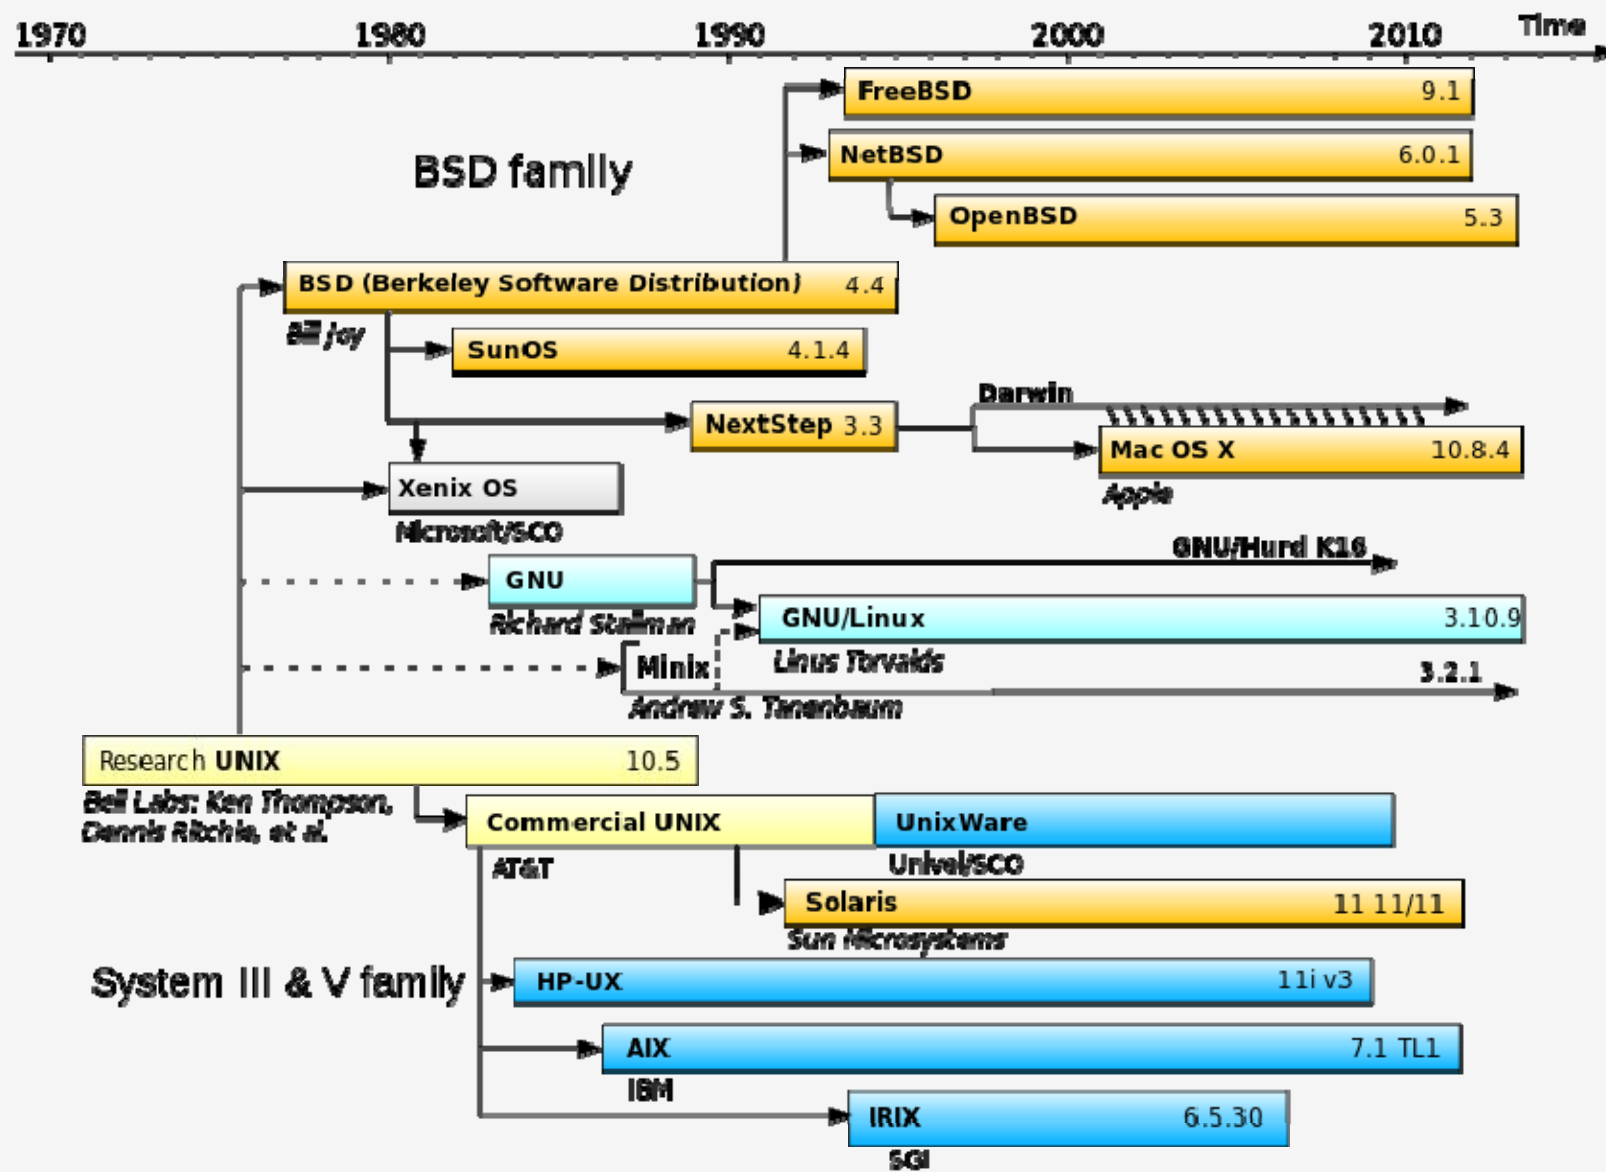 1970 1980 1990 2000 2010 Time
FreeBSD 9.1
BSD family
NetBSD 6.0.1
OpenBSD 5.3
BSD (Berkeley Software Distribution) 4.4
Bill Joy
SunOS 4.1.4
Darwin
NextStep 3.3
Mac OS X 10.8.4
Apple
Xenix OS
Microsoft/SCO
GNU/Hurd K16
GNU
Richard Stallman
GNU/Linux 3.10.9
Linus Torvalds
Minix 3.2.1
Andrew S. Tanenbaum
Research UNIX 10.5
Bell Labs: Ken Thompson,
Dennis Ritchie, et al.
Commercial UNIX
AT&T
UnixWare
Univel/SCO
Solaris 11 11/11
Sun Microsystems
System III & V family
HP-UX 11i v3
AIX 7.1 TL1
IBM
IRIX 6.5.30
SGI